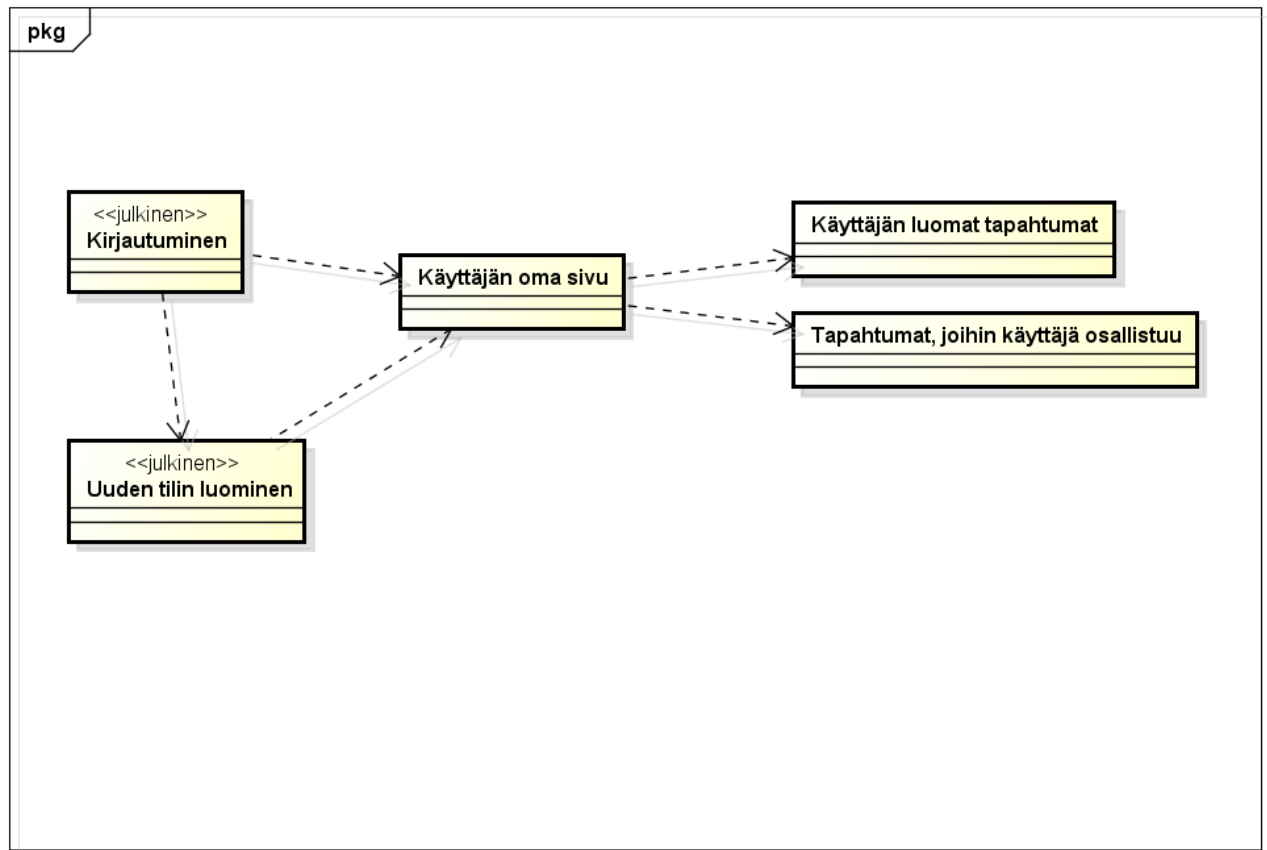 pkg
<<julkinen>>
Kirjautuminen
Käyttäjän oma sivu
Käyttäjän luomat tapahtumat
Tapahtumat, joihin käyttäjä osallistuu
<<julkinen>>
Uuden tilin luominen